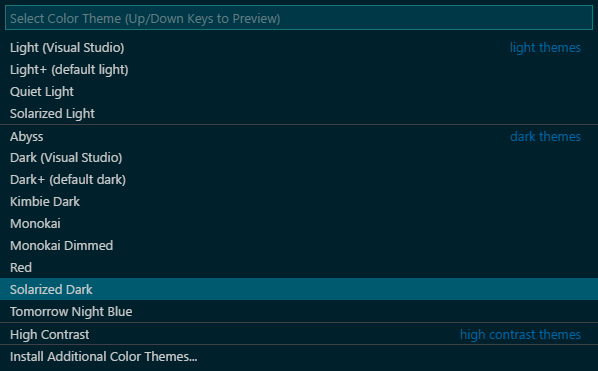 Select Color Theme (Up/Down Keys to Preview)
Light (Visual Studio) light themes
Light+ (default light)
Quiet Light
Solarized Light
Abyss dark themes
Dark (Visual Studio)
Dark+ (default dark)
Kimbie Dark
Monokai
Monokai Dimmed
Red
Solarized Dark
Tomorrow Night Blue
High Contrast high contrast themes
Install Additional Color Themes...